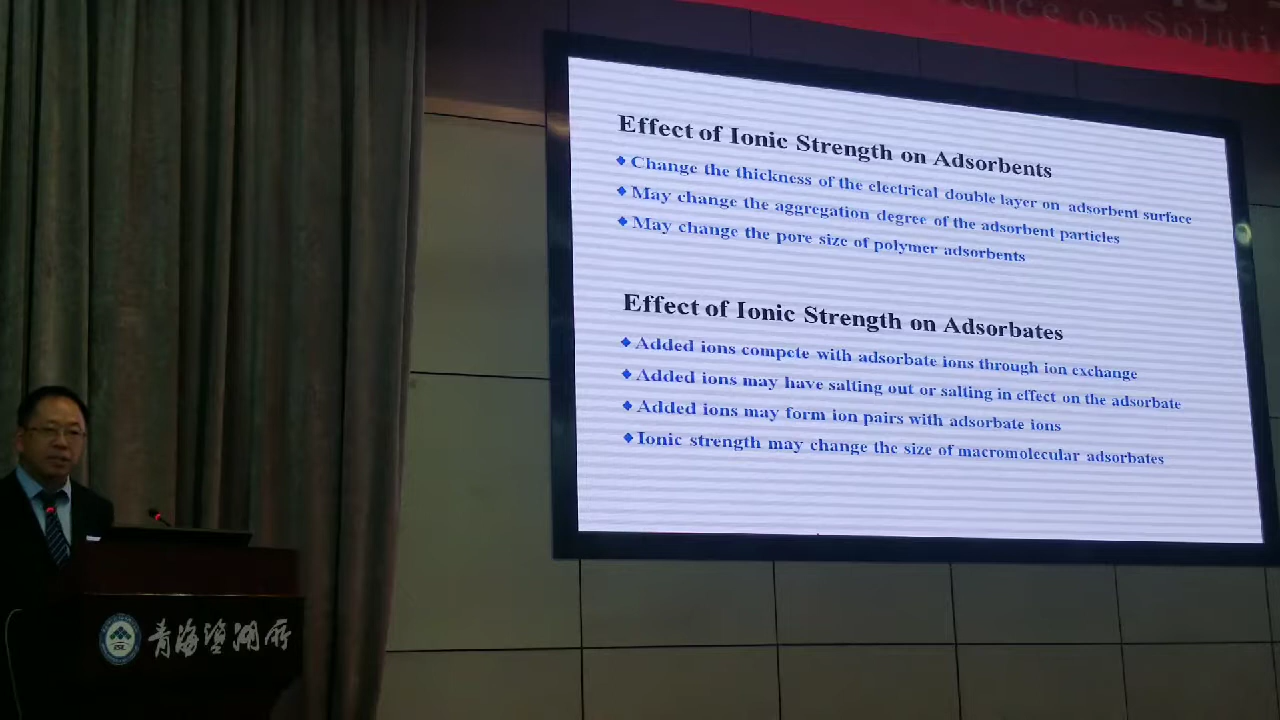 ence on Soluti
Effect of Ionic Strength on Adsorbents
❖Change the thickness of the electrical double layer on adsorbent surface
❖May change the aggregation degree of the adsorbent particles
❖May change the pore size of polymer adsorbents
Effect of Ionic Strength on Adsorbates
❖Added ions compete with adsorbate ions through ion exchange
❖Added ions may have salting out or salting in effect on the adsorbate
❖Added ions may form ion pairs with adsorbate ions
❖Ionic strength may change the size of macromolecular adsorbates
青海盐湖所